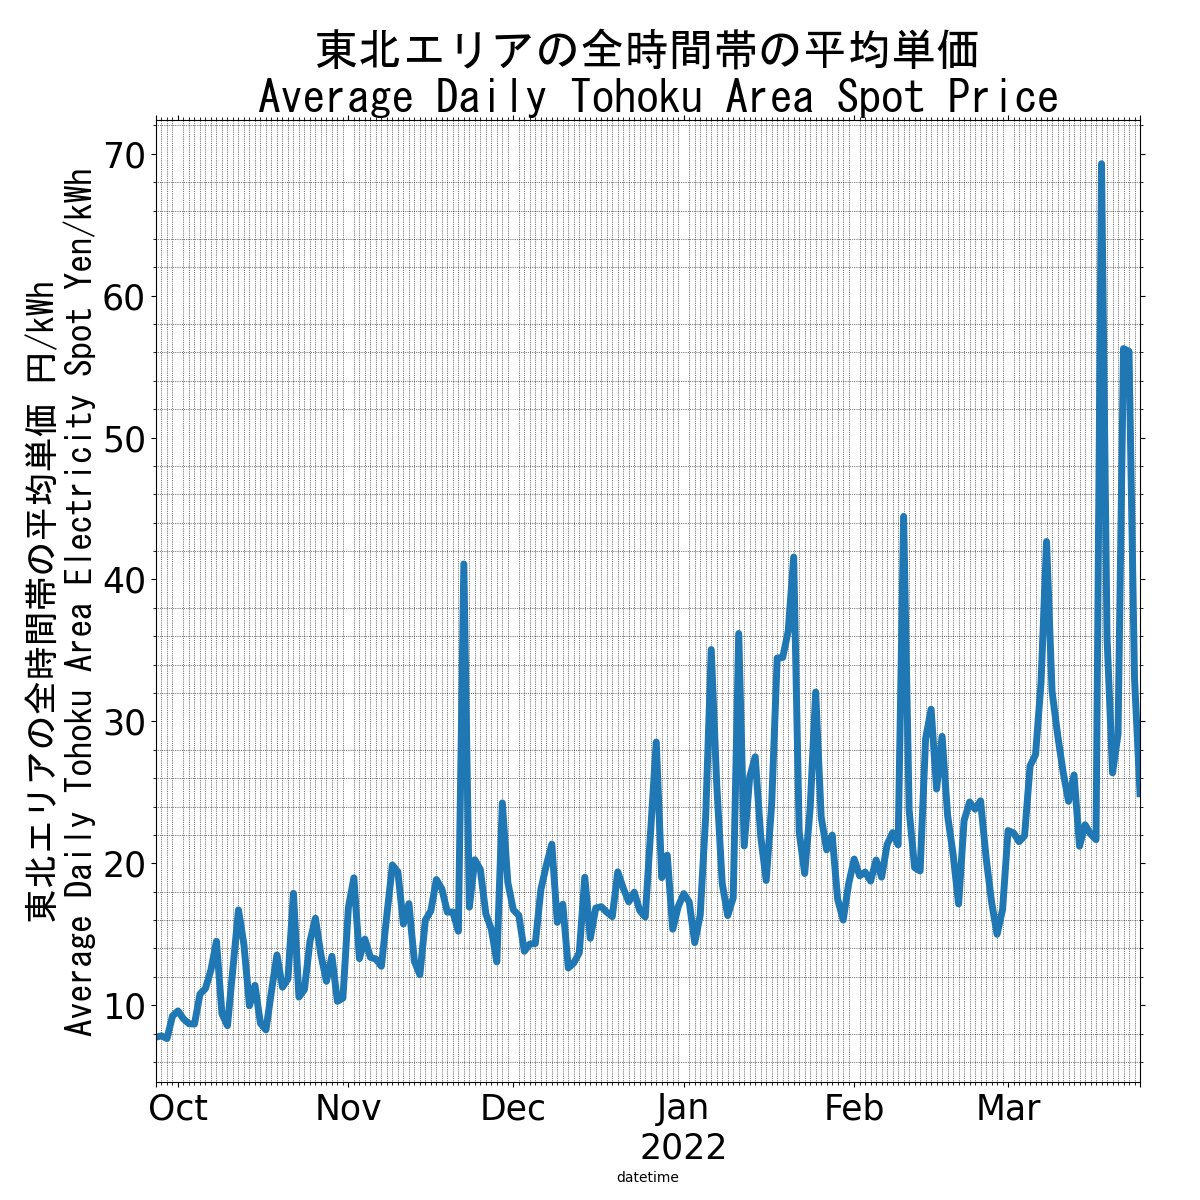 東北エリアの全時間帯の平均単価
Average Daily Tohoku Area Spot Price
東北エリアの全時間帯の平均単価 円/kWh
Average Daily Tohoku Area Electricity Spot Yen/kWh
70
60
50
40
30
20
10
Oct Nov Dec Jan Feb Mar
2022
datetime